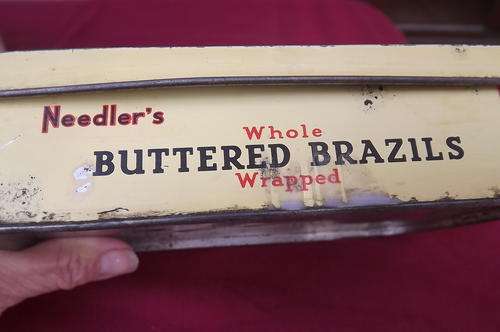 Needler's
Whole
BUTTERED BRAZILS
Wrapped